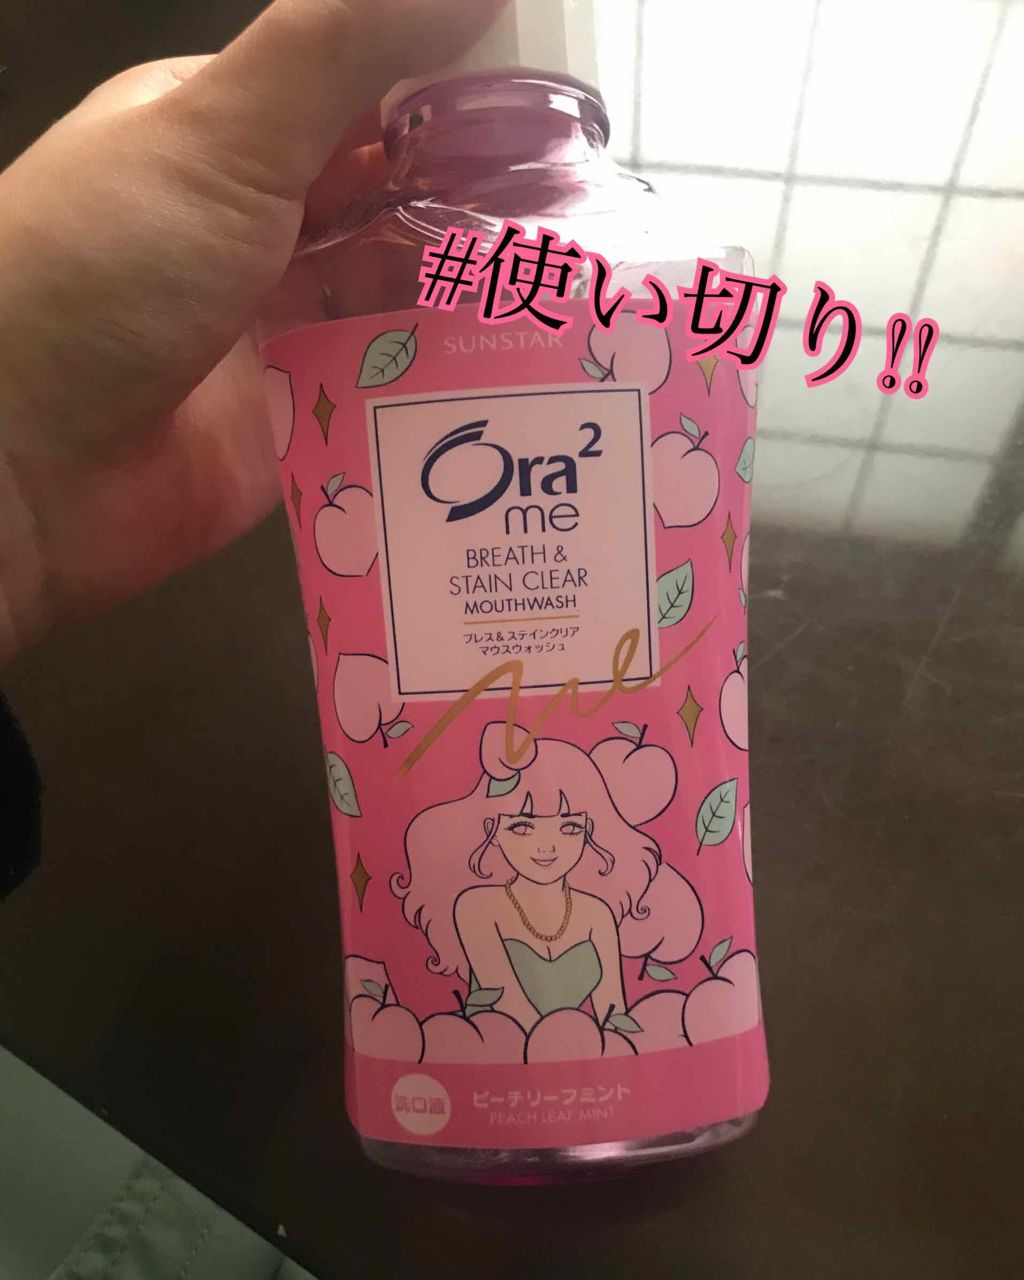 #使い切り!!
SUNSTAR
Ora²
me
BREATH &
STAIN CLEAR
MOUTHWASH
ブレス&ステインクリア
マウスウォッシュ
me
洗口液
ピーチリーフミント
PEACH LEAF MINT